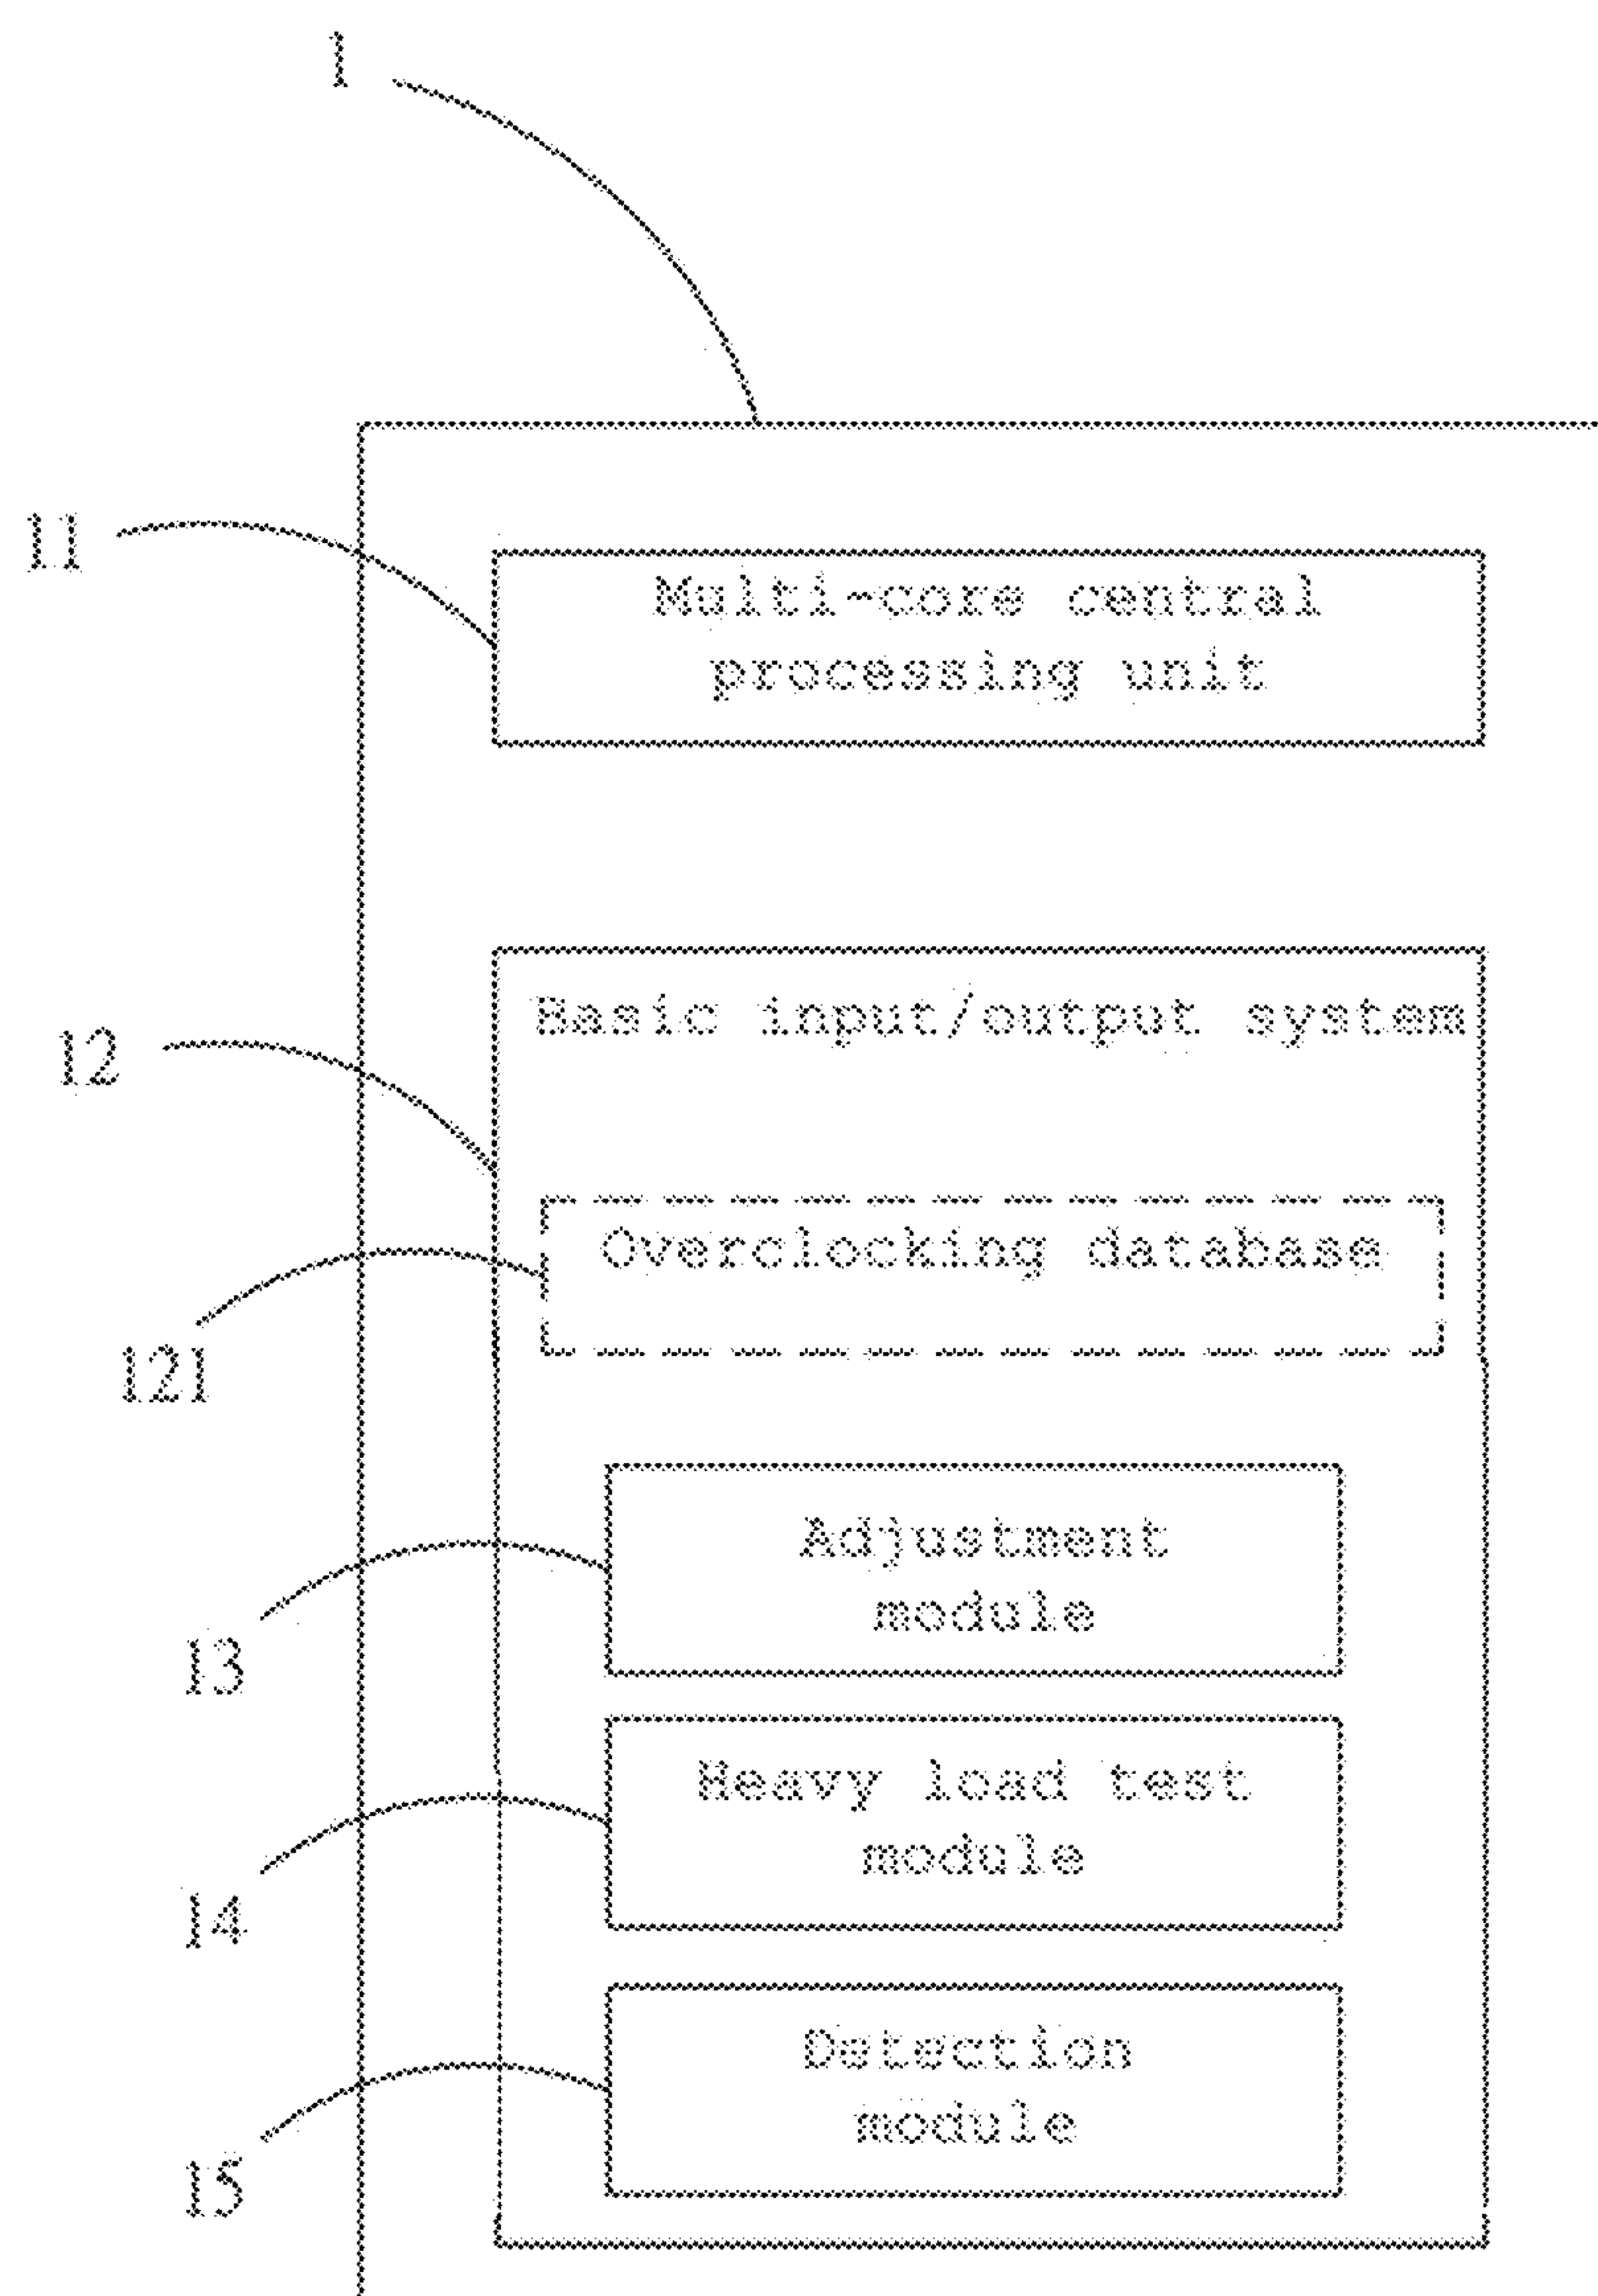 1
11
Multi-core central
processing unit
12
Basic input/output system
121
Overclocking database
13
Adjustment
module
14
Heavy load test
module
15
Detection
module